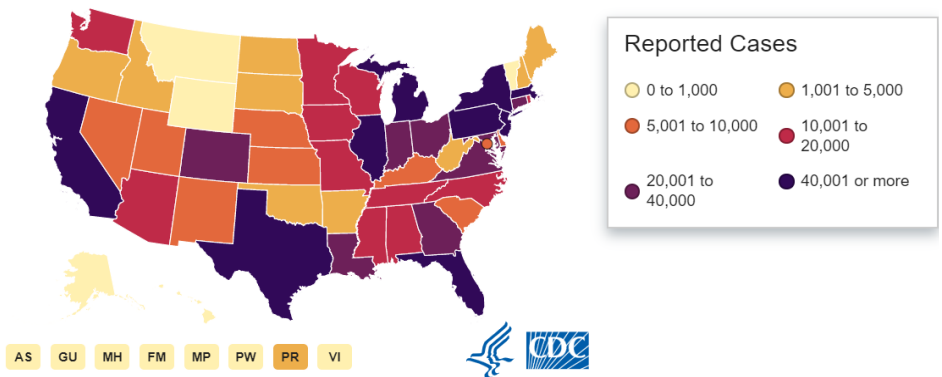 Reported Cases
0 to 1,000
1,001 to 5,000
5,001 to 10,000
10,001 to
20,000
20,001 to
40,000
40,001 or more
AS GU MH FM MP PW PR VI
CDC